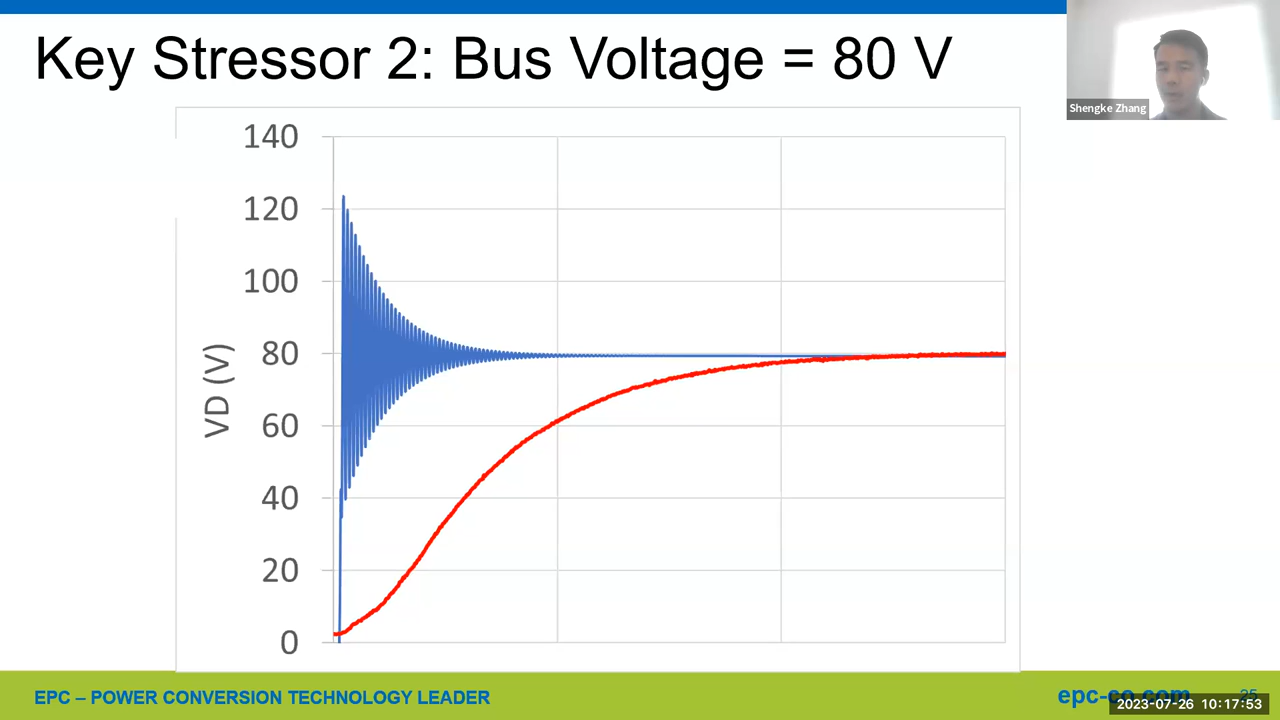 Key Stressor 2: Bus Voltage = 80 V
Shengke Zhang
140
120
100
80
60
40
20
0
VD (V)
EPC – POWER CONVERSION TECHNOLOGY LEADER
epc-co.com
25
2023-07-26 10:17:53